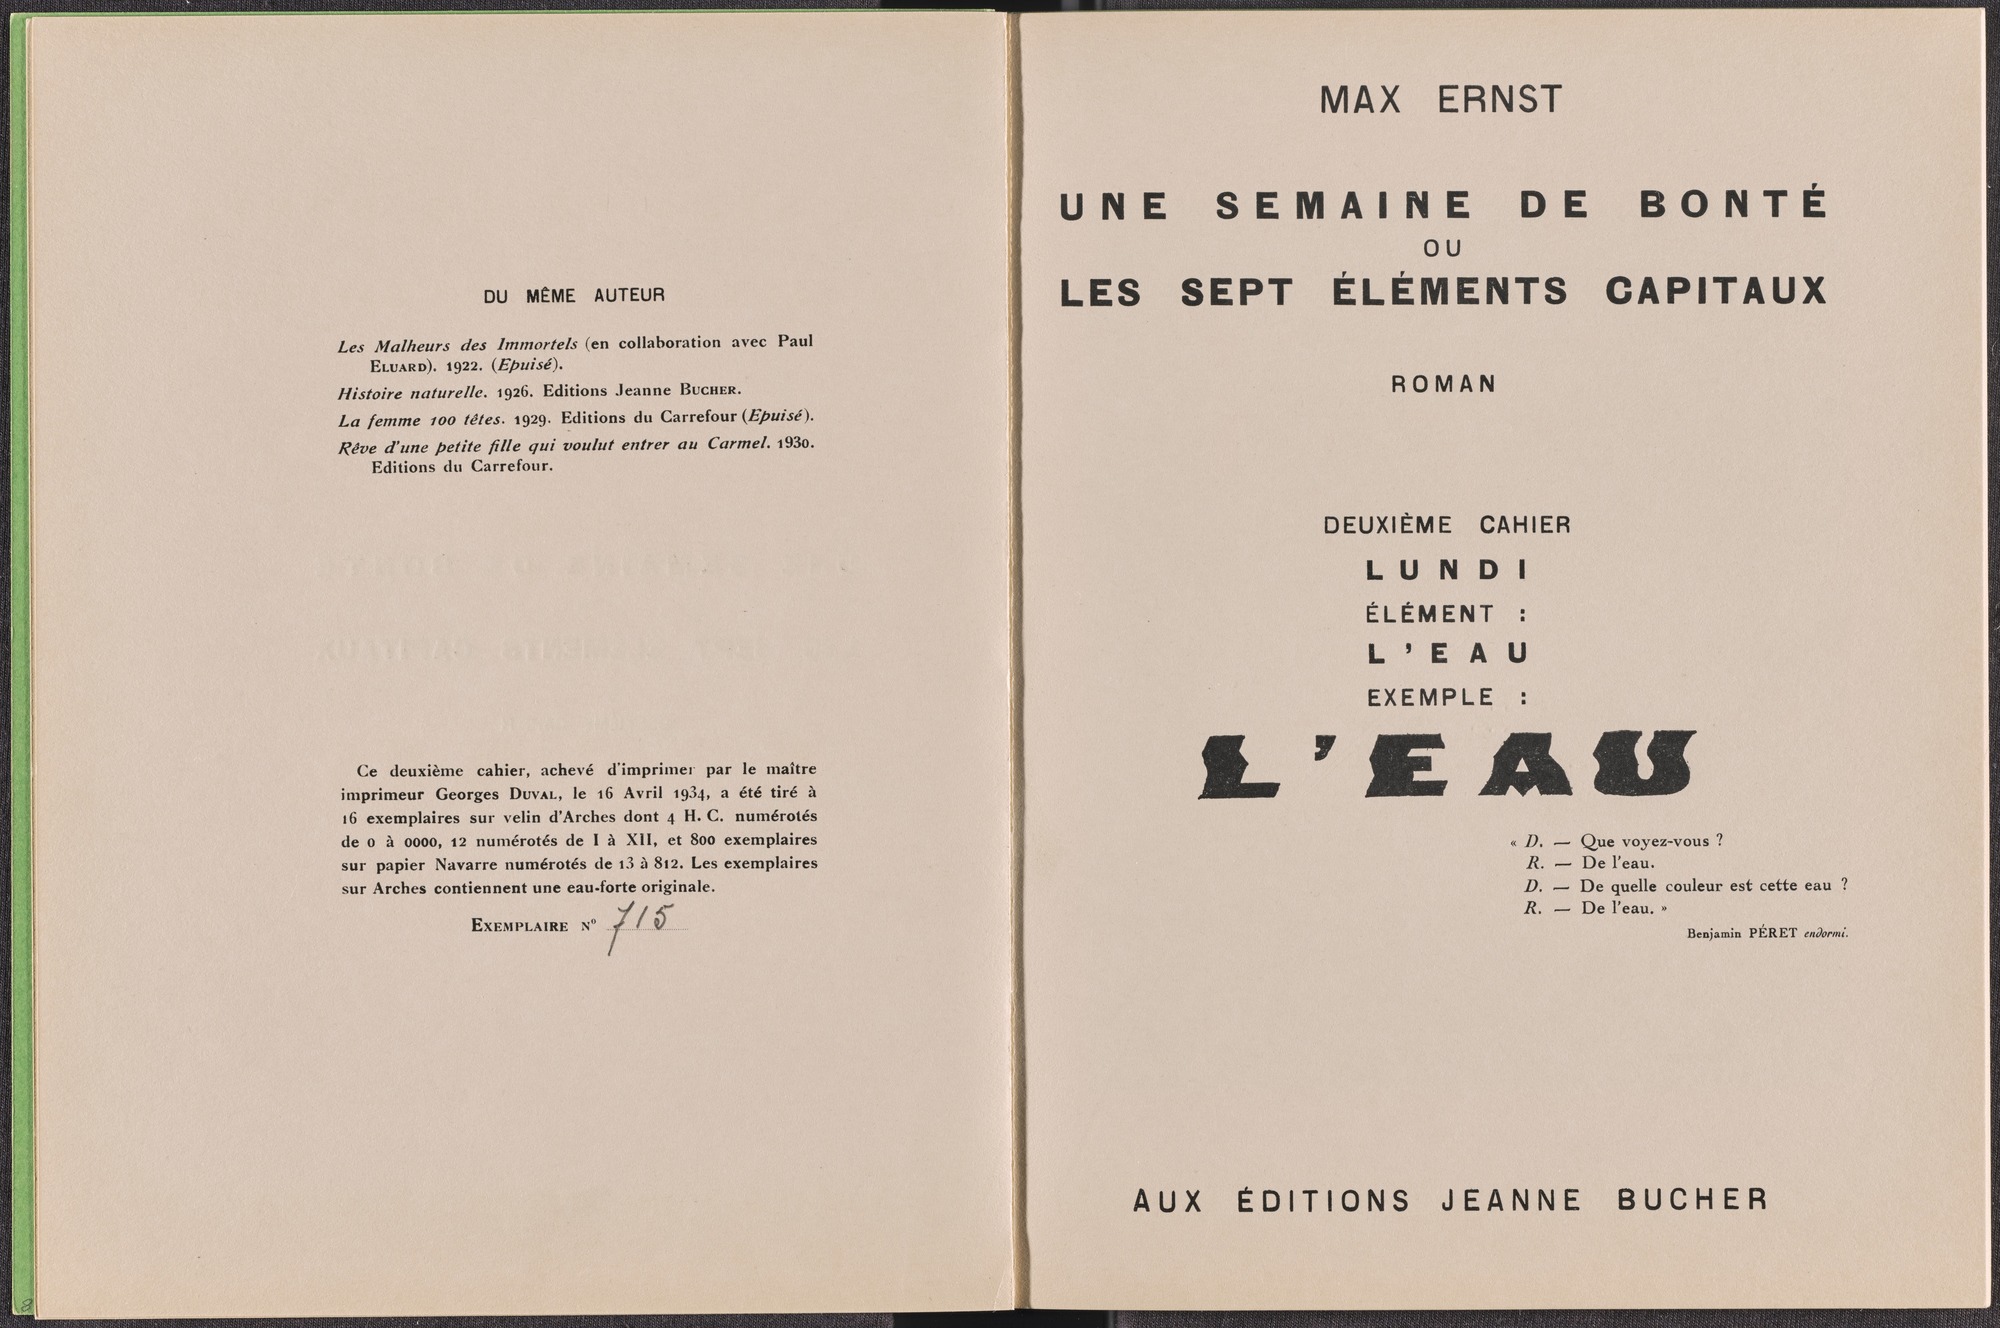 DU MÊME AUTEUR
Les Malheurs des Immortels (en collaboration avec Paul
ELUARD). 1922. (Epuisé).
Histoire naturelle. 1926. Editions Jeanne BUCHER.
La femme 100 têtes. 1929. Editions du Carrefour (Epuisé).
Rêve d'une petite fille qui voulut entrer au Carmel. 1930.
Editions du Carrefour.
Ce deuxième cahier, achevé d'imprimer par le maître
imprimeur Georges DUVAL, le 16 Avril 1934, a été tiré à
16 exemplaires sur velin d'Arches dont 4 H. C. numérotés
de 0 à 0000, 12 numérotés de I à XII, et 800 exemplaires
sur papier Navarre numérotés de 13 à 812. Les exemplaires
sur Arches contiennent une eau-forte originale.
EXEMPLAIRE N° 715
8
MAX ERNST
UNE SEMAINE DE BONTÉ
OU
LES SEPT ÉLÉMENTS CAPITAUX
ROMAN
DEUXIÈME CAHIER
LUNDI
ÉLÉMENT :
L'EAU
EXEMPLE :
L'EAU
« D. — Que voyez-vous ?
R. — De l'eau.
D. — De quelle couleur est cette eau ?
R. — De l'eau. »
Benjamin PÉRET endormi.
AUX ÉDITIONS JEANNE BUCHER